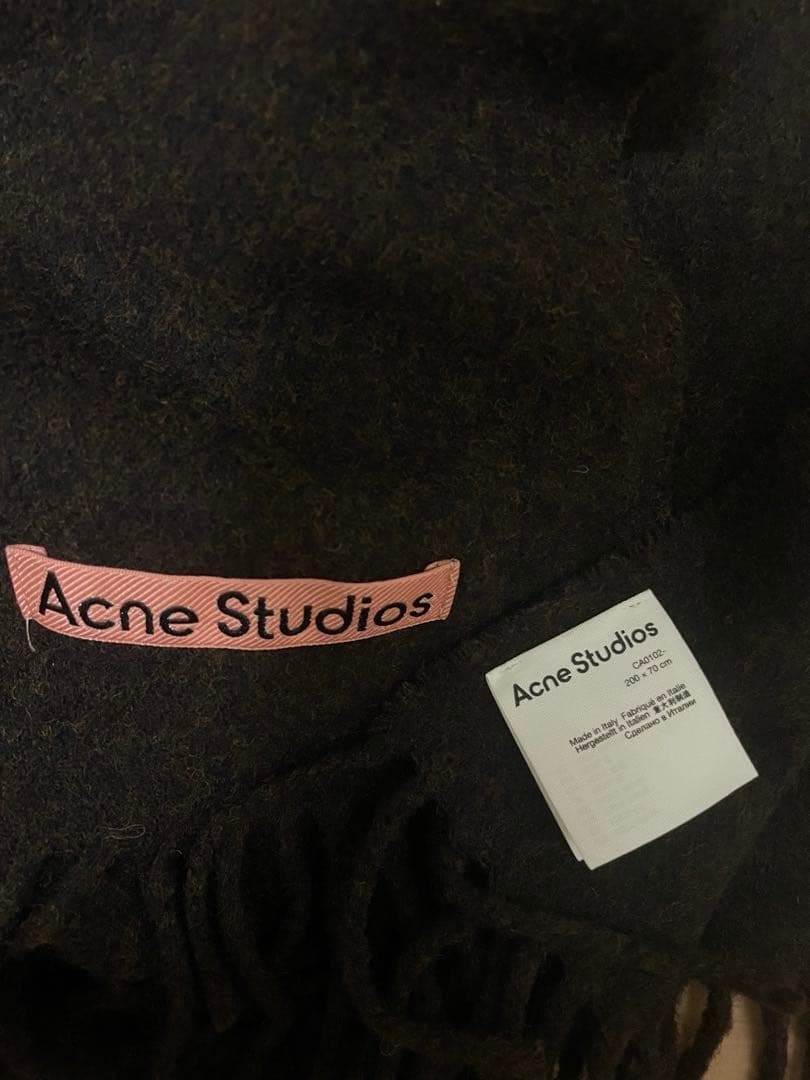 Acne Studios
Acne Studios
CA0102-
200 x 70 cm
Made in Italy Fabriqué en Italie
Hergestellt in Italien 意大利制造
Сделано в Италии